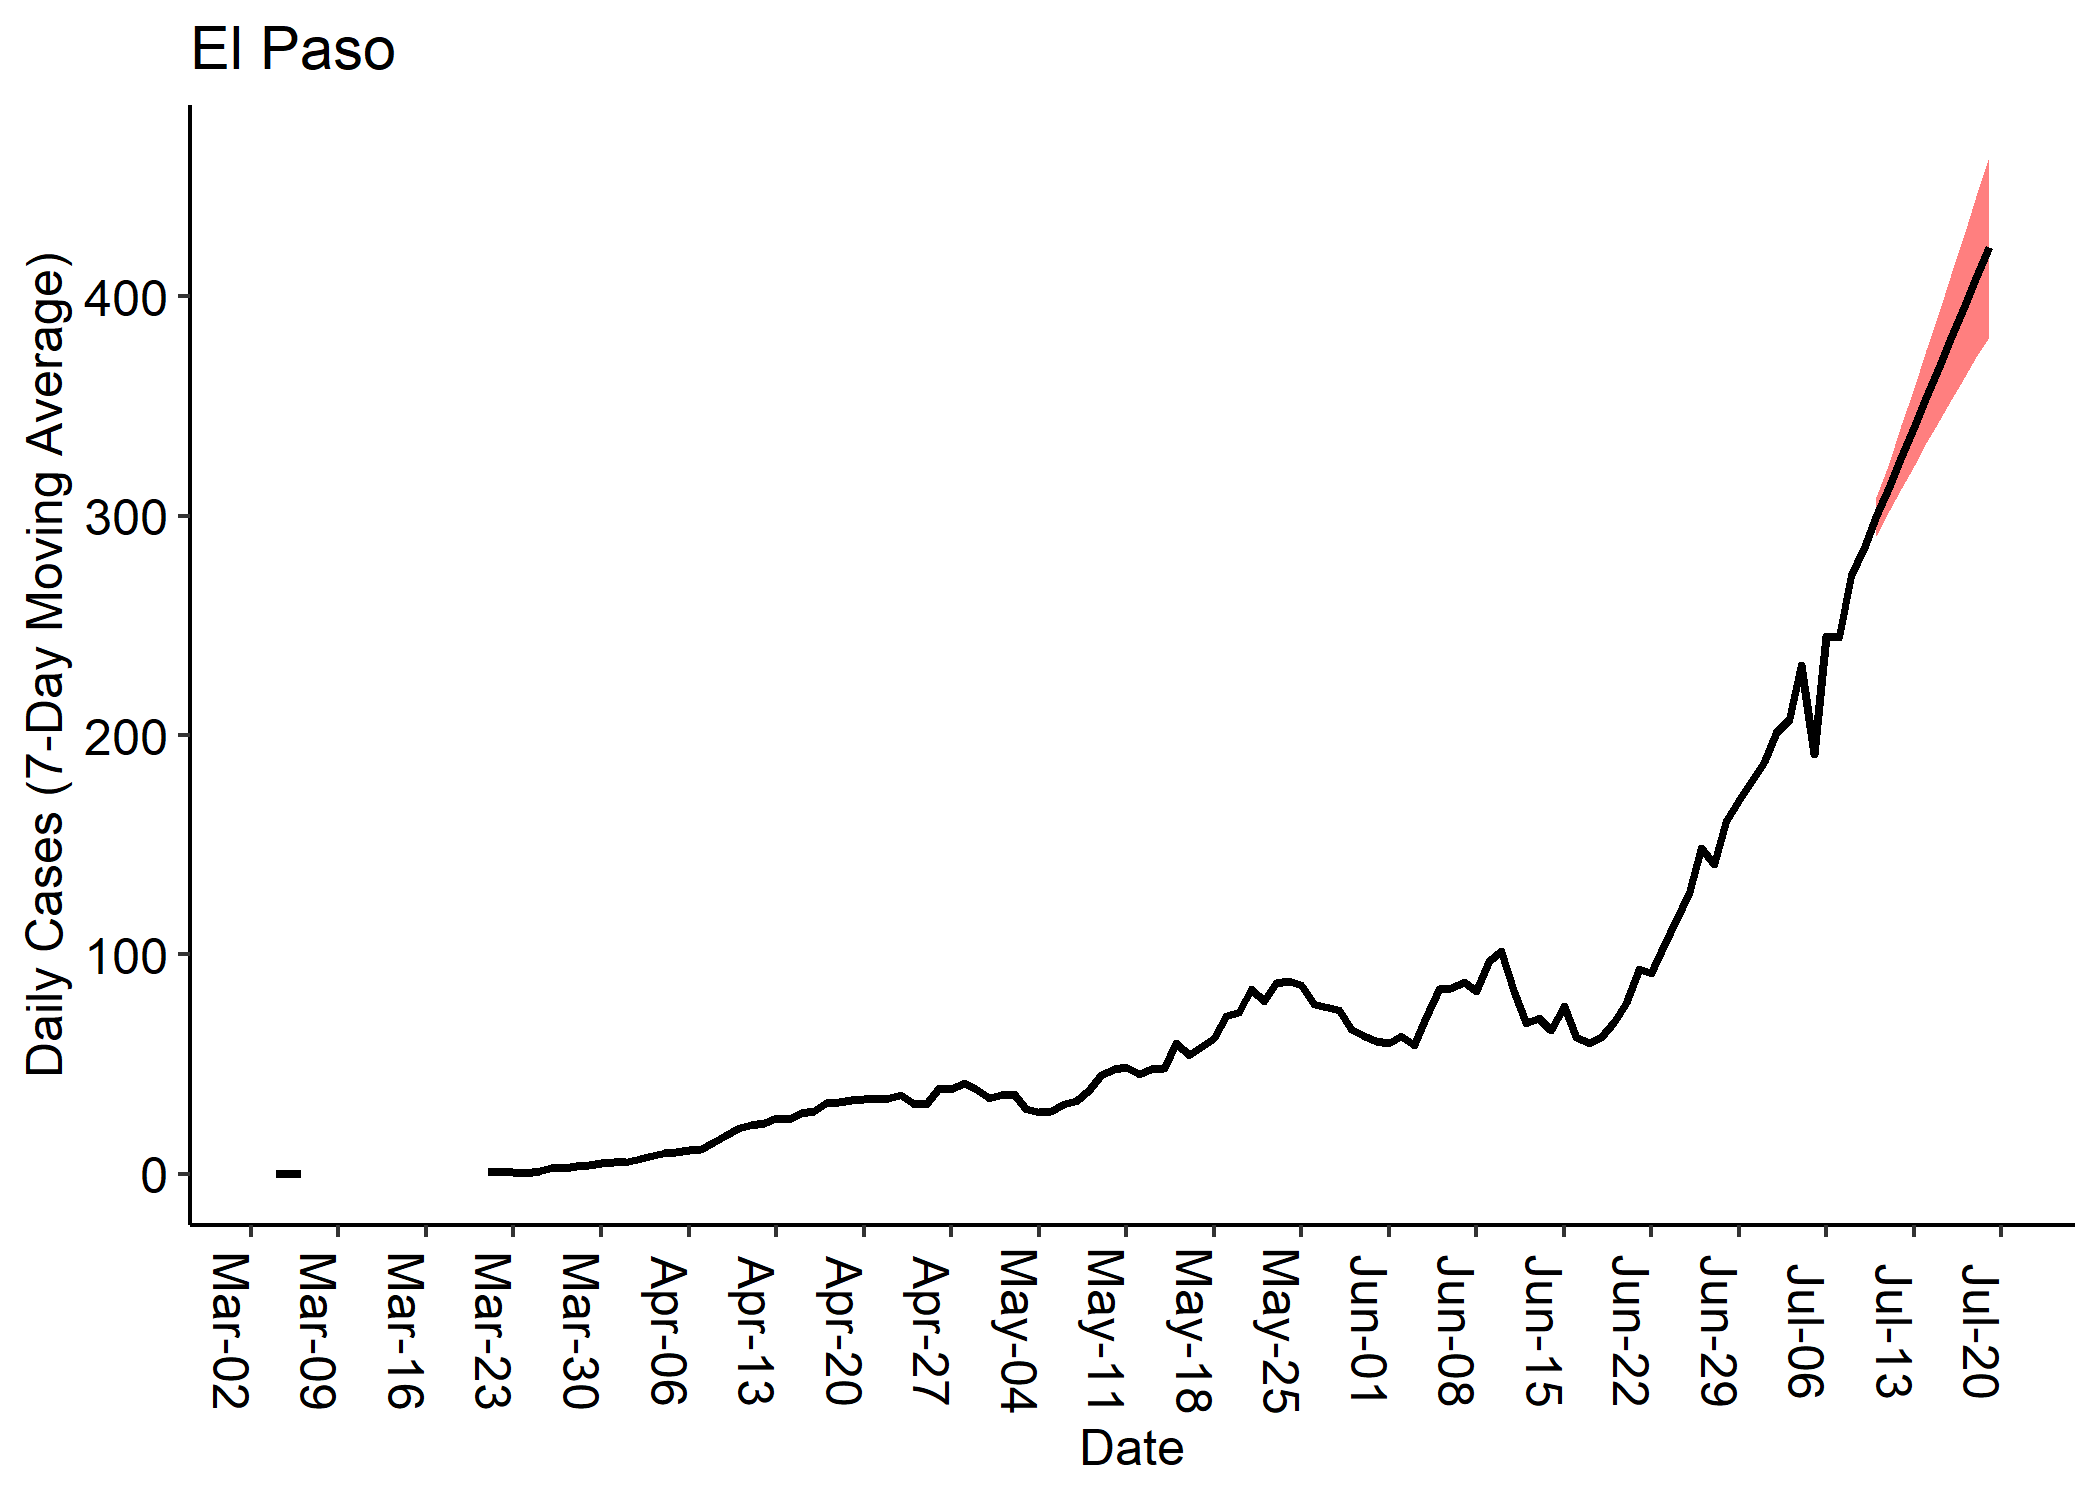 El Paso
Daily Cases (7-Day Moving Average)
400
300
200
100
0
Mar-02
Mar-09
Mar-16
Mar-23
Mar-30
Apr-06
Apr-13
Apr-20
Apr-27
May-04
May-11
May-18
May-25
Jun-01
Jun-08
Jun-15
Jun-22
Jun-29
Jul-06
Jul-13
Jul-20
Date